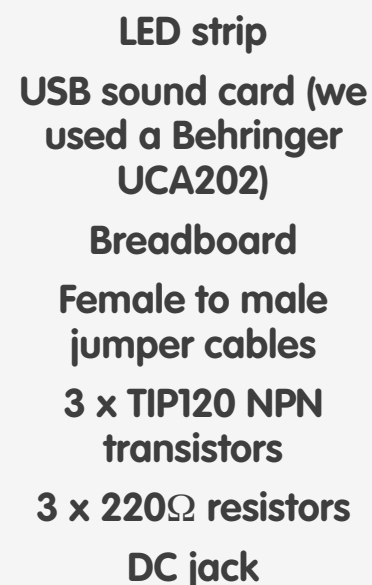 LED strip
USB sound card (we
used a Behringer
UCA202)
Breadboard
Female to male
jumper cables
3 x TIP120 NPN
transistors
3 x 220Ω resistors
DC jack